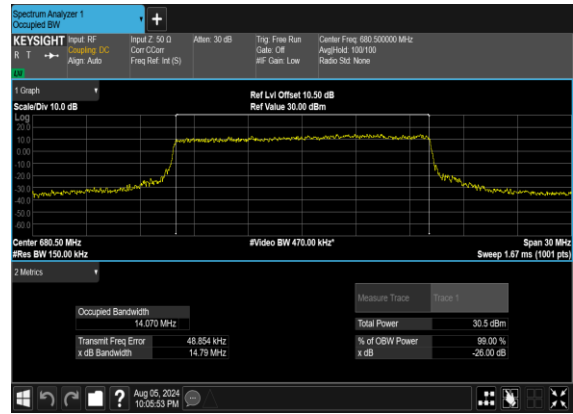 Spectrum Analyzer 1
Occupied BW
+
KEYSIGHT Input: RF Input Z: 50 Ω Atten: 30 dB Trig: Free Run Center Freq: 680.500000 MHz
R T Coupling: DC Corr CCorr Gate: Off Avg|Hold: 100/100
Align: Auto Freq Ref: Int (S) #IF Gain: Low Radio Std: None
1 Graph
Ref Lvl Offset 10.50 dB
Scale/Div 10.0 dB Ref Value 30.00 dBm
Log
20.0
10.0
0.00
-10.0
-20.0
-30.0
-40.0
-50.0
-60.0
Center 680.50 MHz #Video BW 470.00 kHz* Span 30 MHz
#Res BW 150.00 kHz Sweep 1.67 ms (1001 pts)
2 Metrics
Measure Trace Trace 1
Occupied Bandwidth
14.070 MHz Total Power 30.5 dBm
Transmit Freq Error 48.854 kHz % of OBW Power 99.00 %
x dB Bandwidth 14.79 MHz x dB -26.00 dB
? Aug 05, 2024
10:05:53 PM